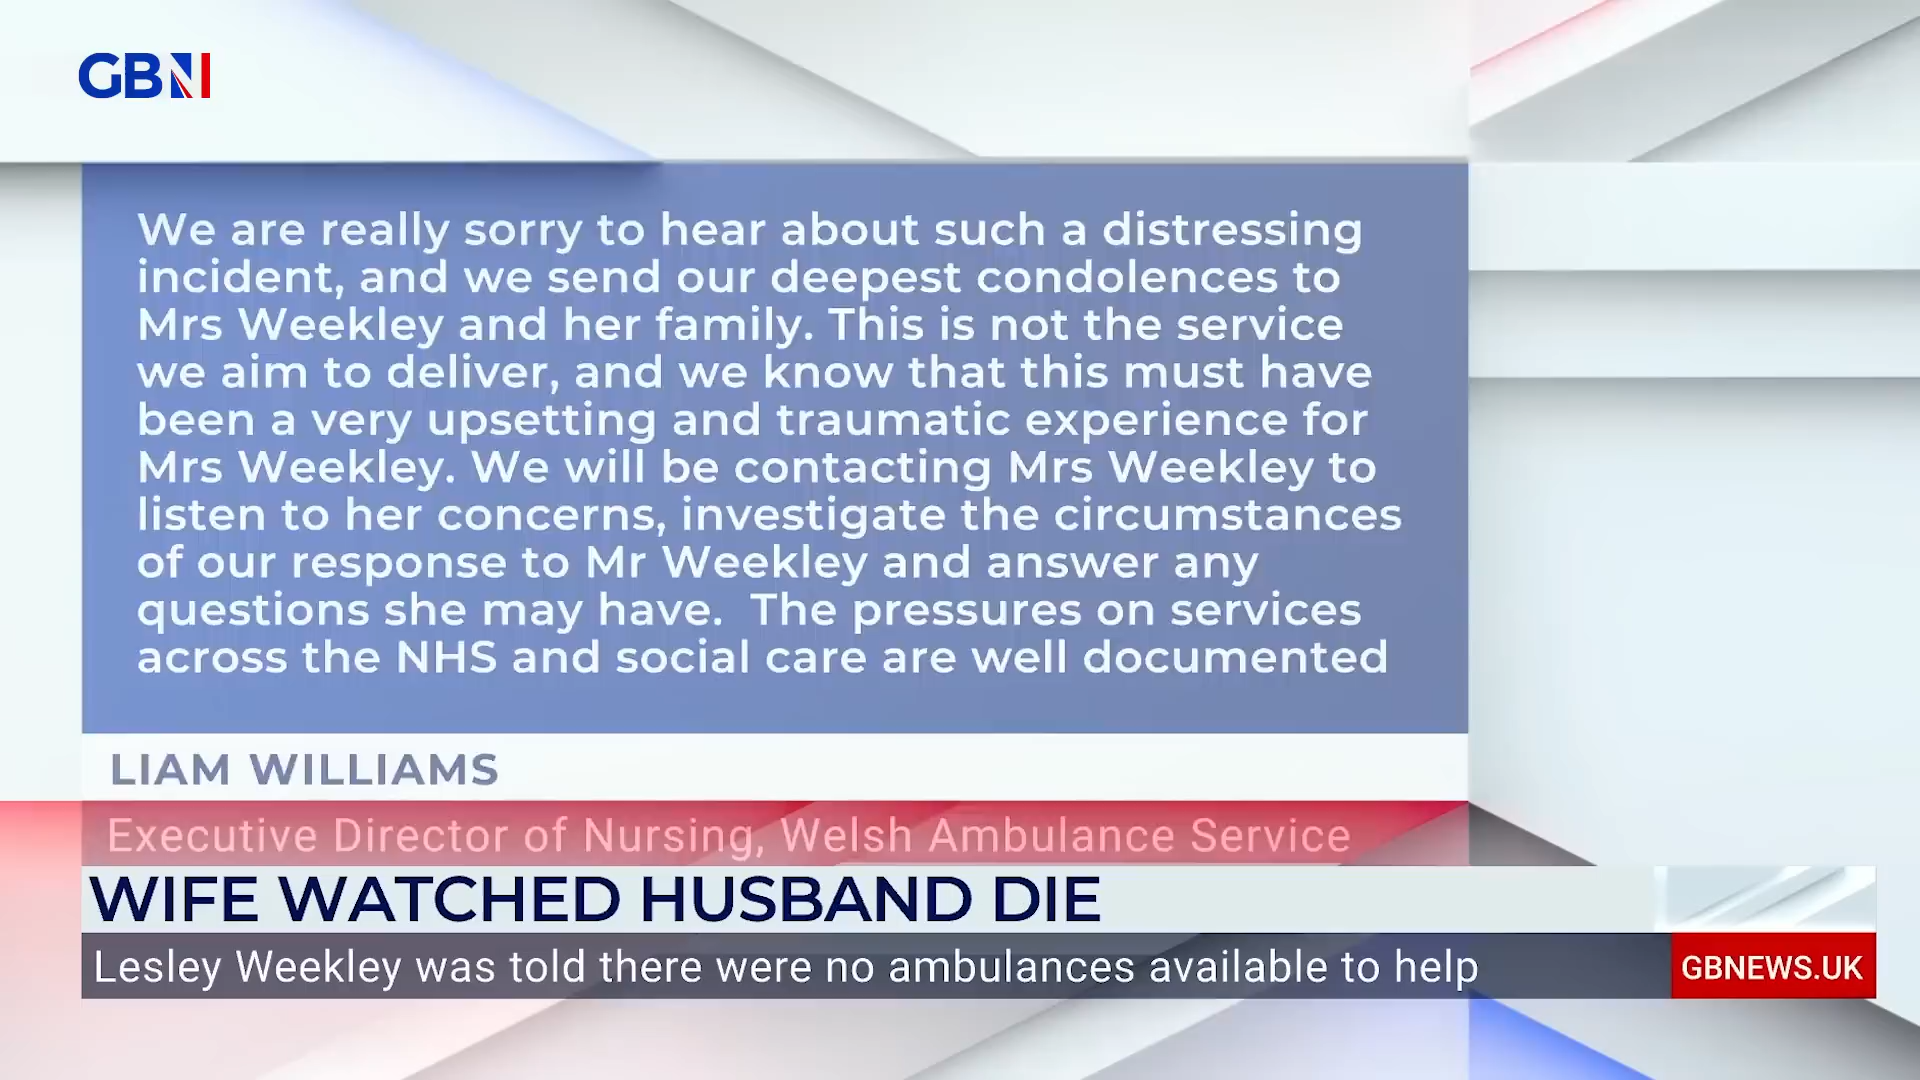 GBN
We are really sorry to hear about such a distressing
incident, and we send our deepest condolences to
Mrs Weekley and her family. This is not the service
we aim to deliver, and we know that this must have
been a very upsetting and traumatic experience for
Mrs Weekley. We will be contacting Mrs Weekley to
listen to her concerns, investigate the circumstances
of our response to Mr Weekley and answer any
questions she may have.  The pressures on services
across the NHS and social care are well documented
LIAM WILLIAMS
Executive Director of Nursing, Welsh Ambulance Service
WIFE WATCHED HUSBAND DIE
Lesley Weekley was told there were no ambulances available to help
GBNEWS.UK